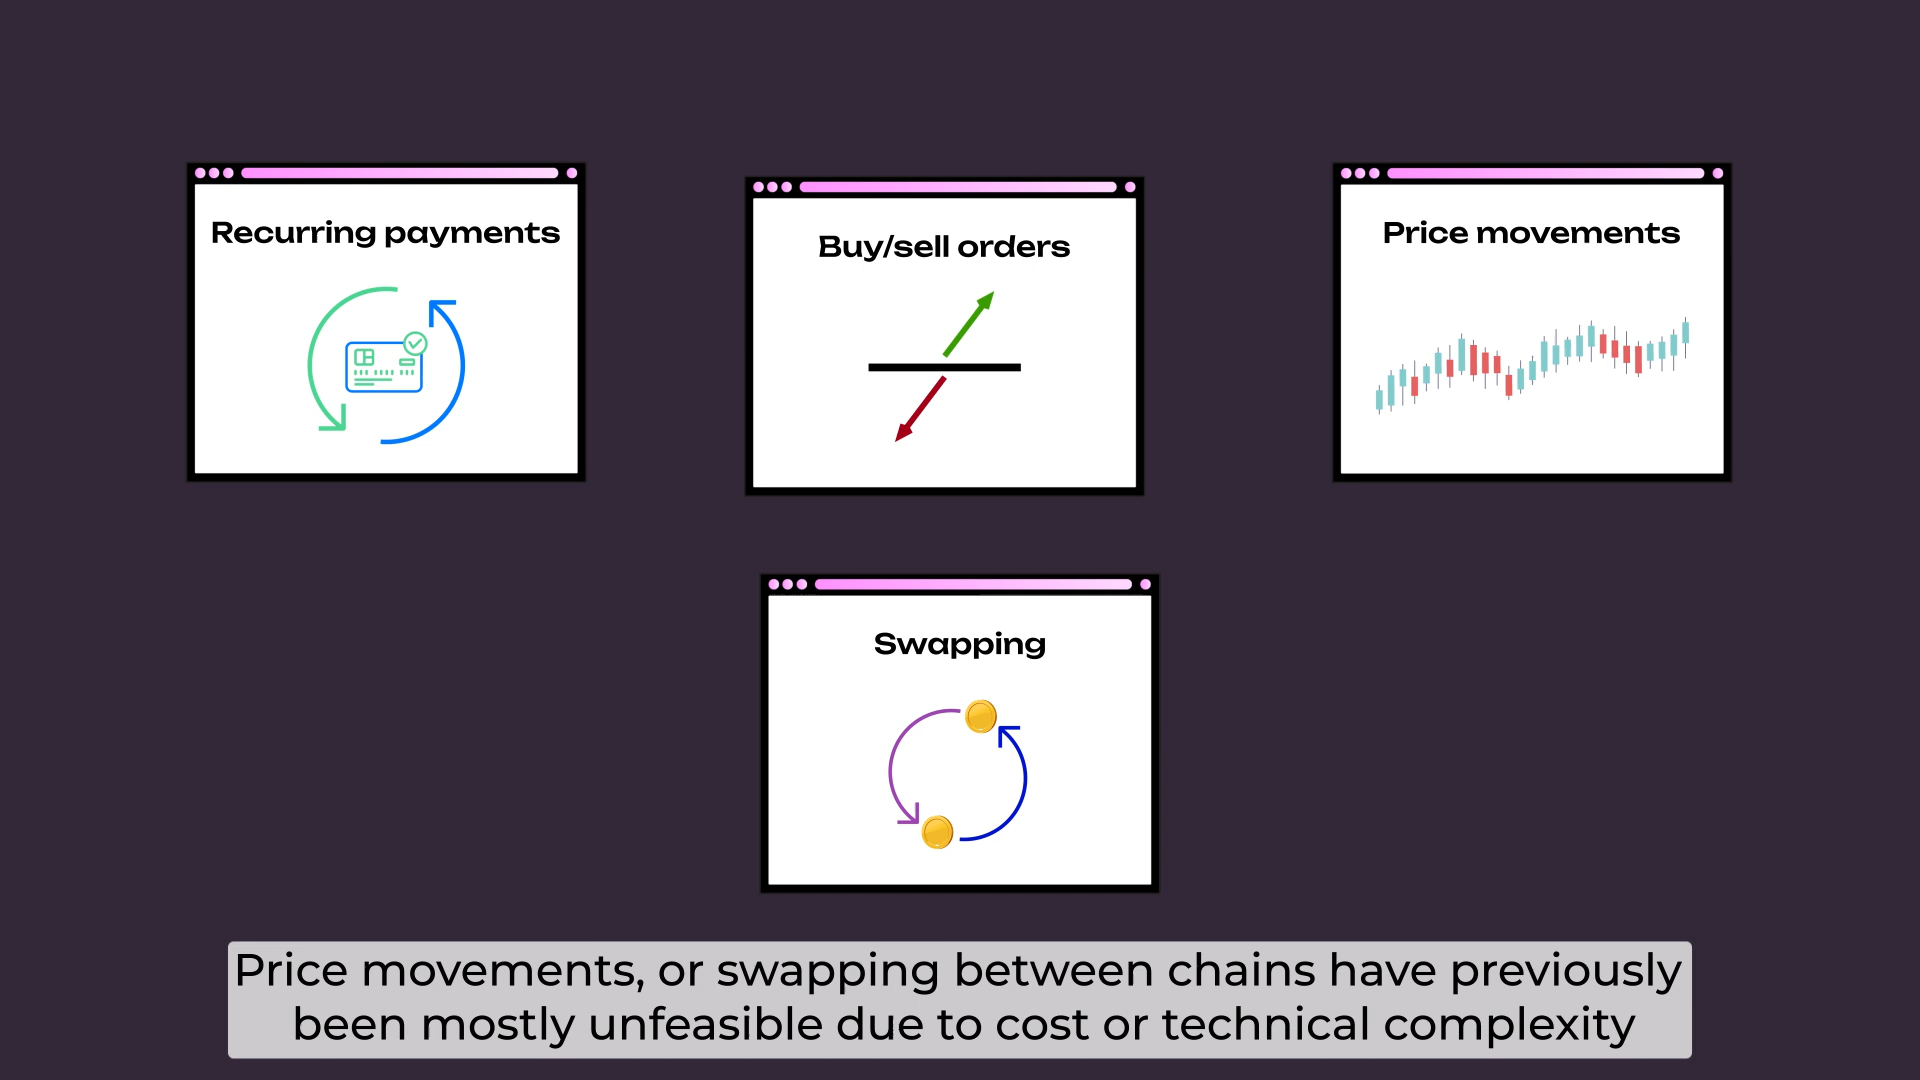 Recurring payments
Buy/sell orders
Price movements
Swapping
Price movements, or swapping between chains have previously
been mostly unfeasible due to cost or technical complexity